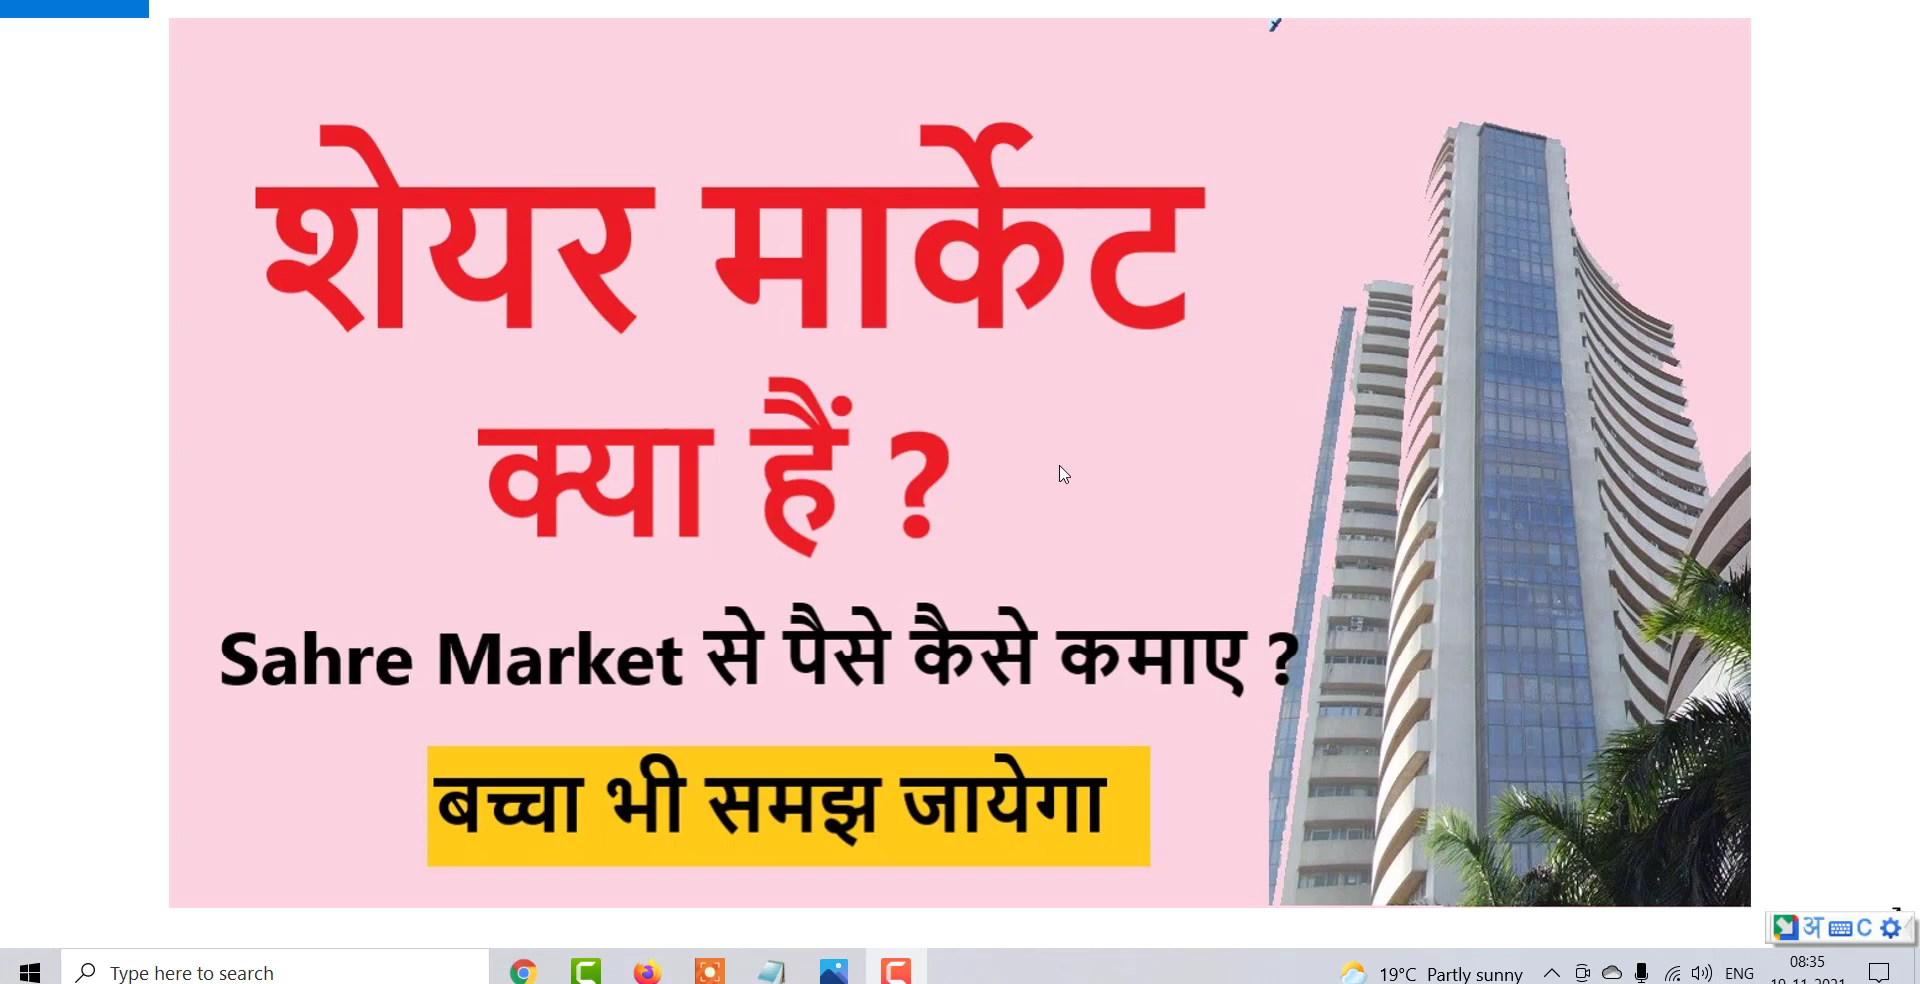 शेयर मार्केट
क्या हैं ?
Sahre Market से पैसे कैसे कमाए ?
बच्चा भी समझ जायेगा
अ C
Type here to search
19°C Partly sunny
ENG
08:35